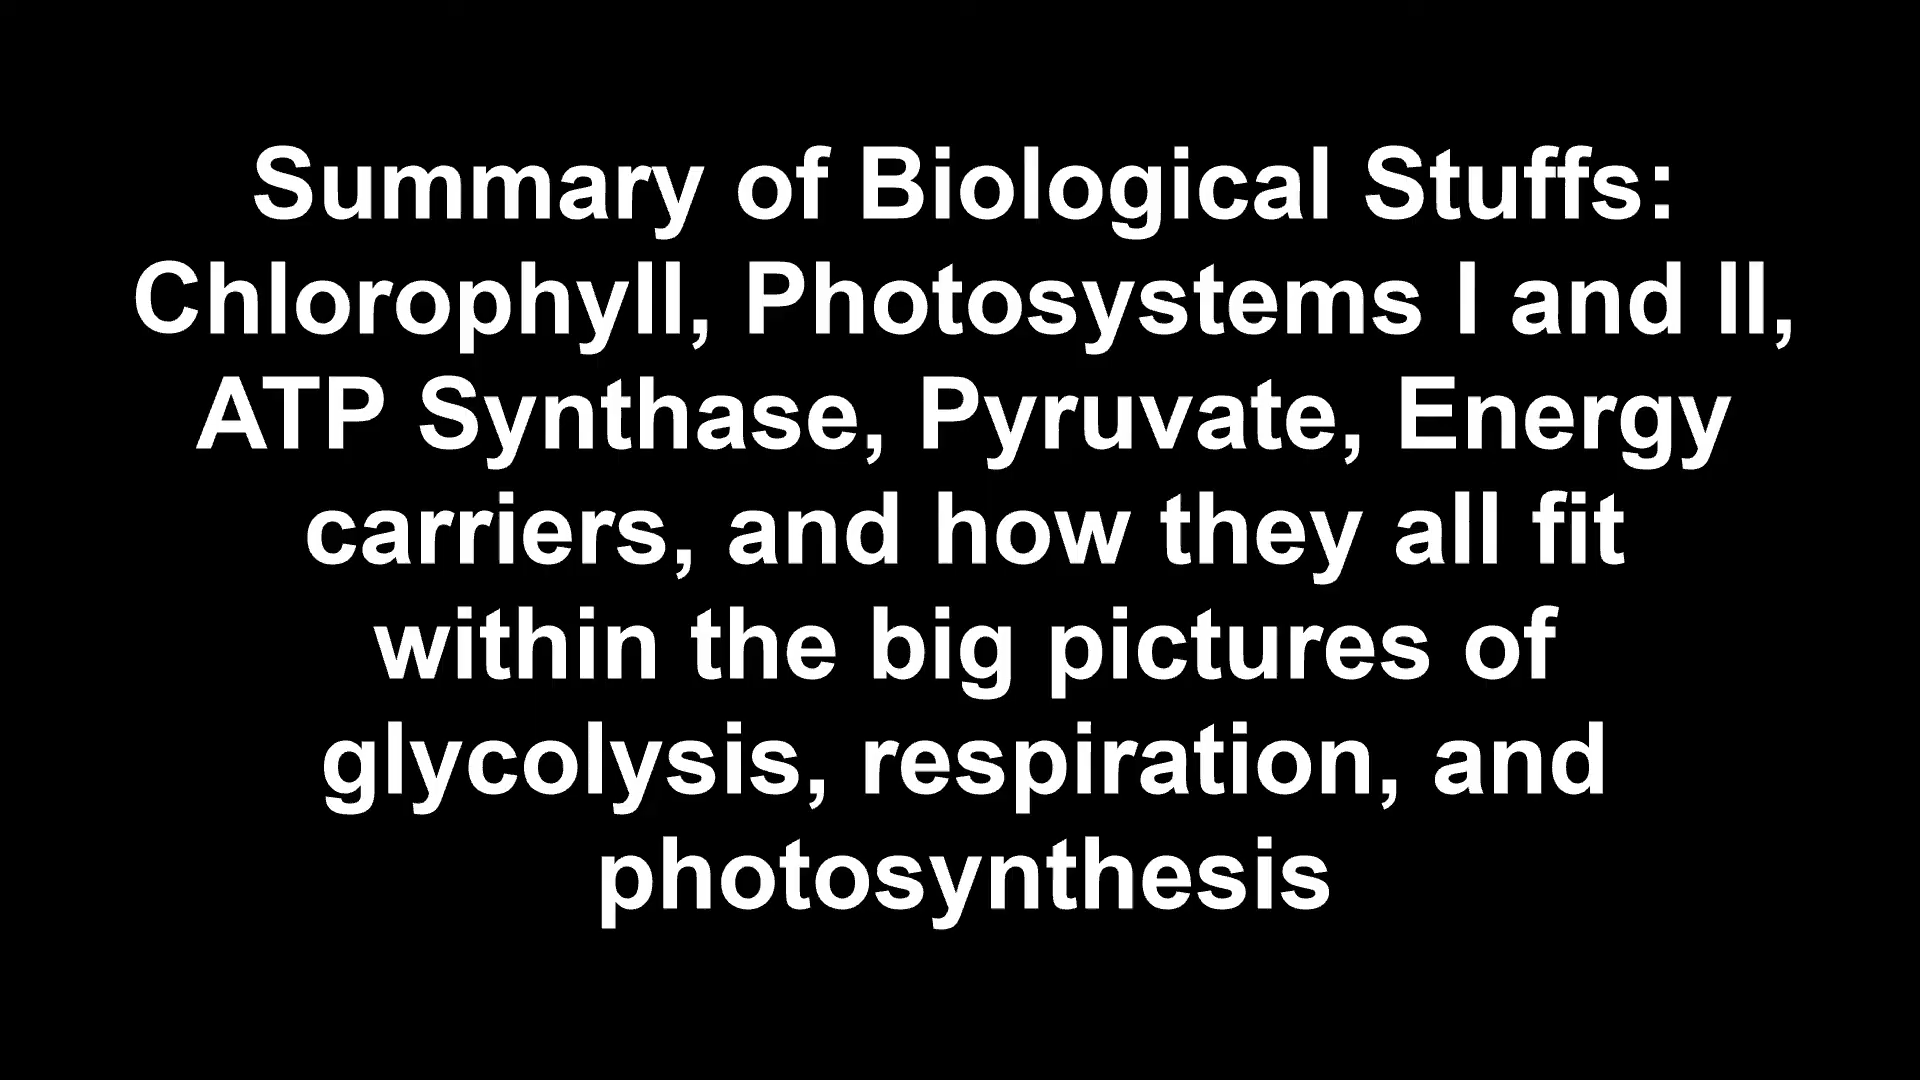 Summary of Biological Stuffs:
Chlorophyll, Photosystems I and II,
ATP Synthase, Pyruvate, Energy
carriers, and how they all fit
within the big pictures of
glycolysis, respiration, and
photosynthesis